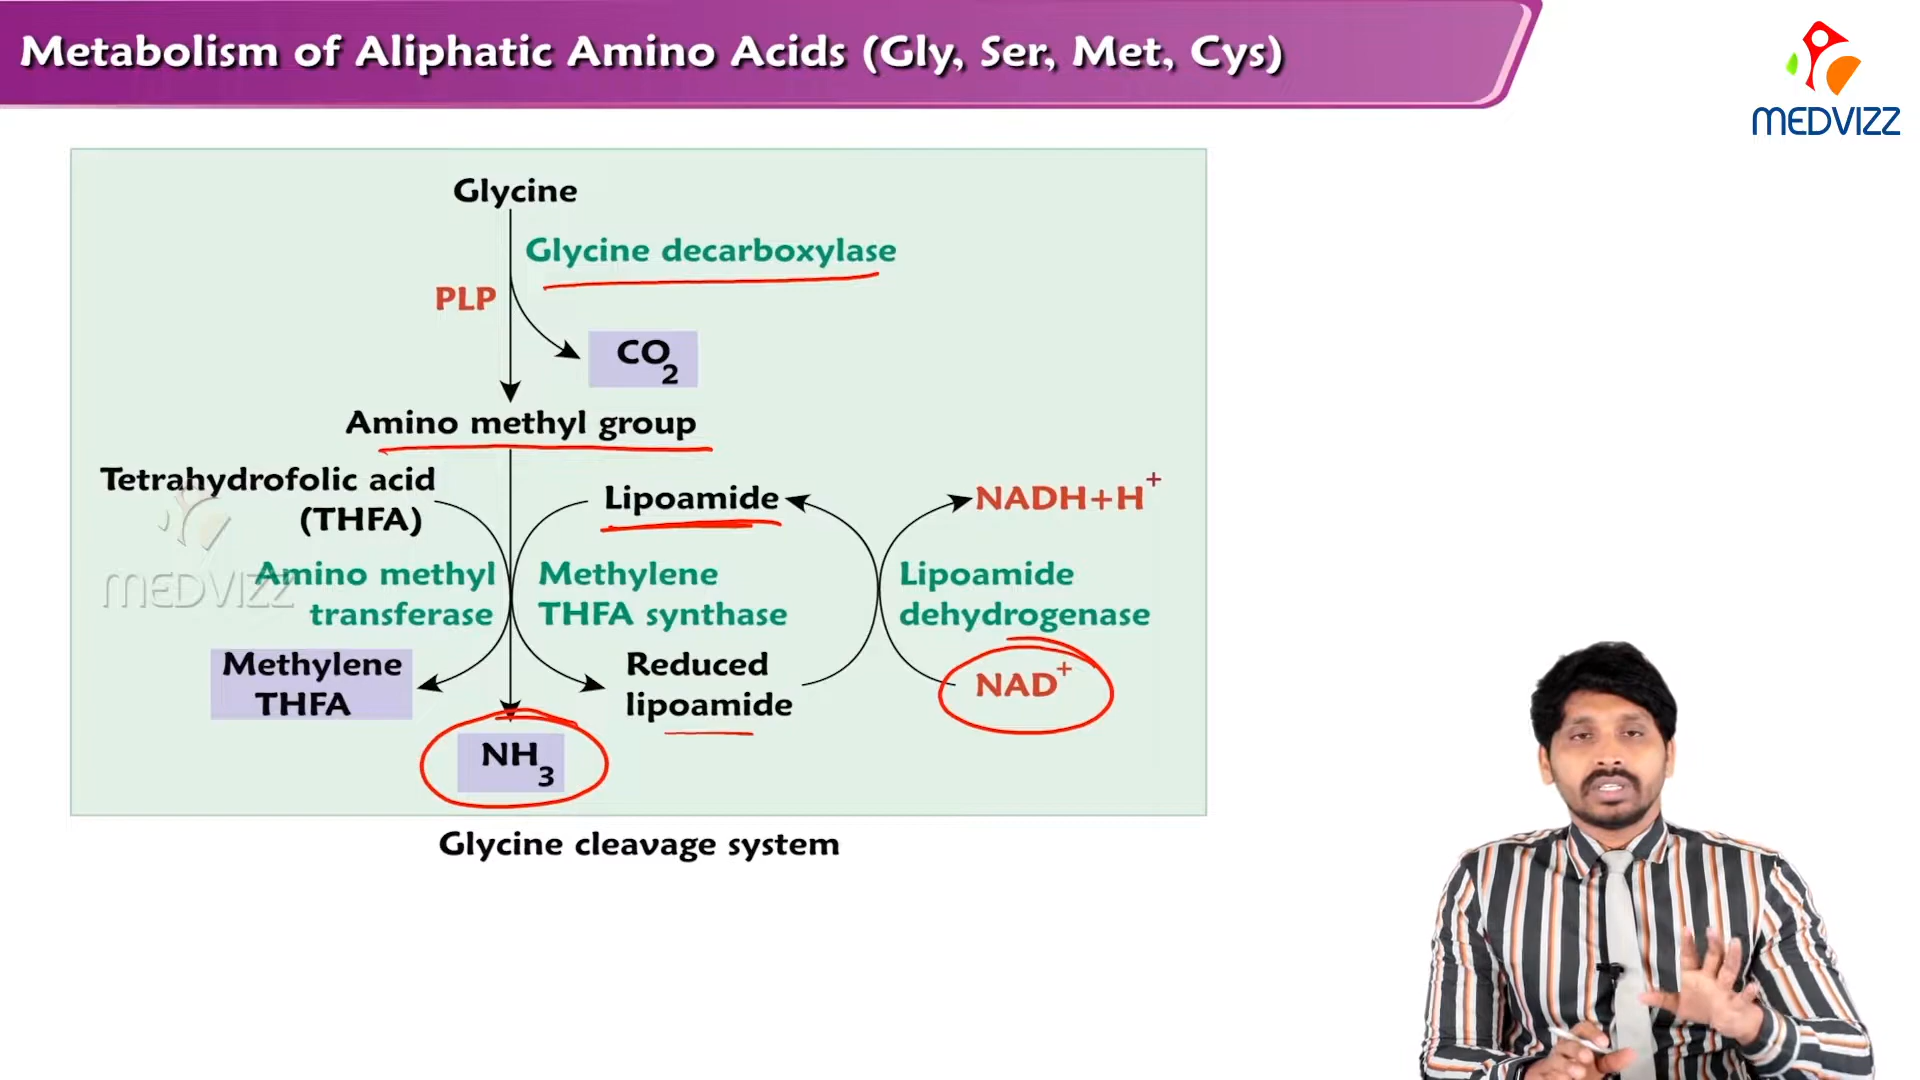 Metabolism of Aliphatic Amino Acids (Gly, Ser, Met, Cys)
MEDVIZZ
Glycine
Glycine decarboxylase
PLP
CO2
Amino methyl group
Tetrahydrofolic acid
(THFA)
Lipoamide
NADH+H+
MEDVIZZ
Amino methyl
transferase
Methylene
THFA synthase
Lipoamide
dehydrogenase
Methylene
THFA
Reduced
lipoamide
NAD+
NH3
Glycine cleavage system